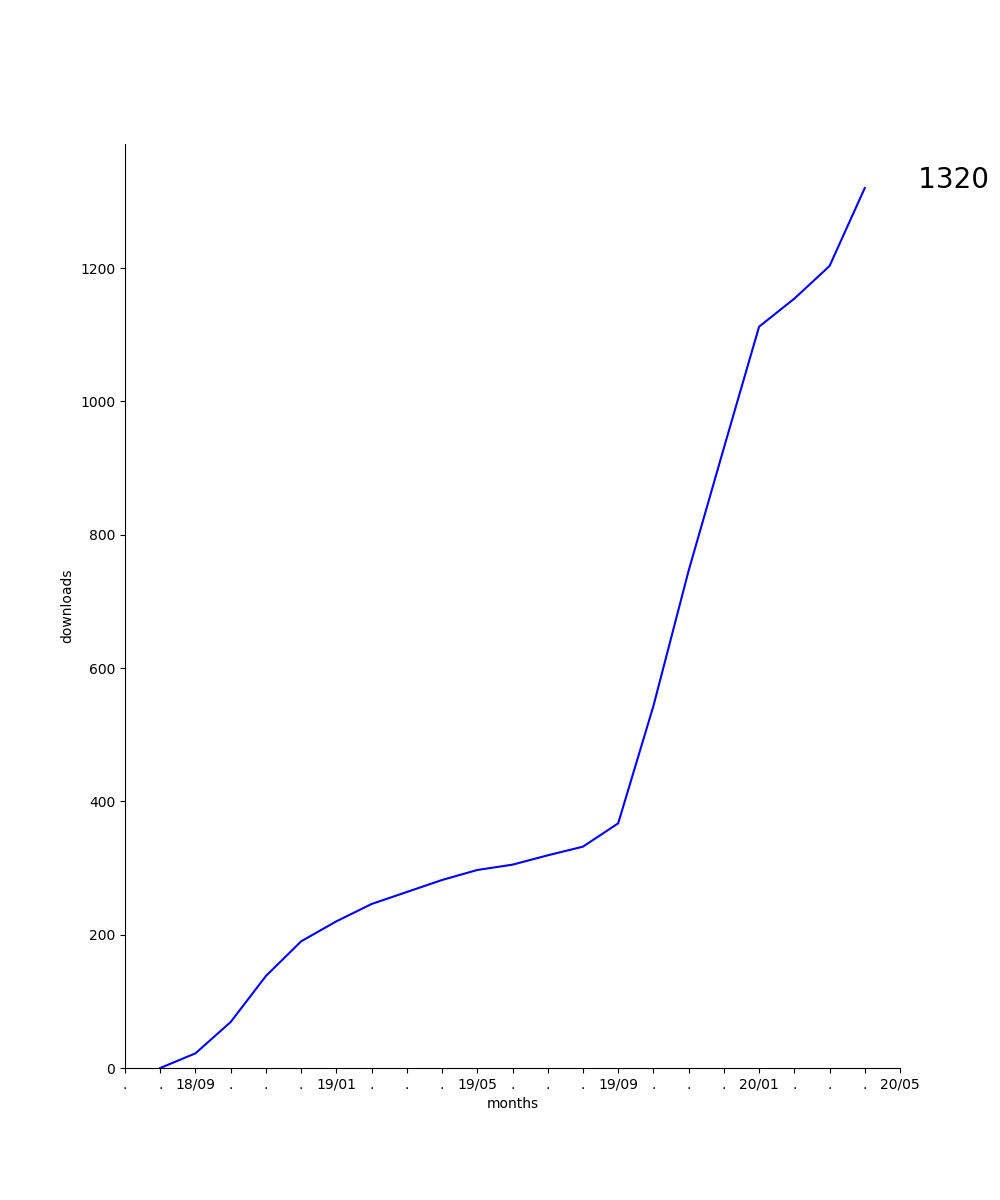 1320
1200
1000
800
downloads
600
400
200
0
. . 18/09 . . . 19/01 . . . 19/05 . . . 19/09 . . . 20/01 . . . 20/05
months